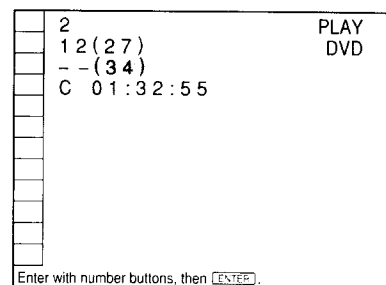 2 PLAY
12(27) DVD
--(34)
C 01:32:55
Enter with number buttons, then ENTER.